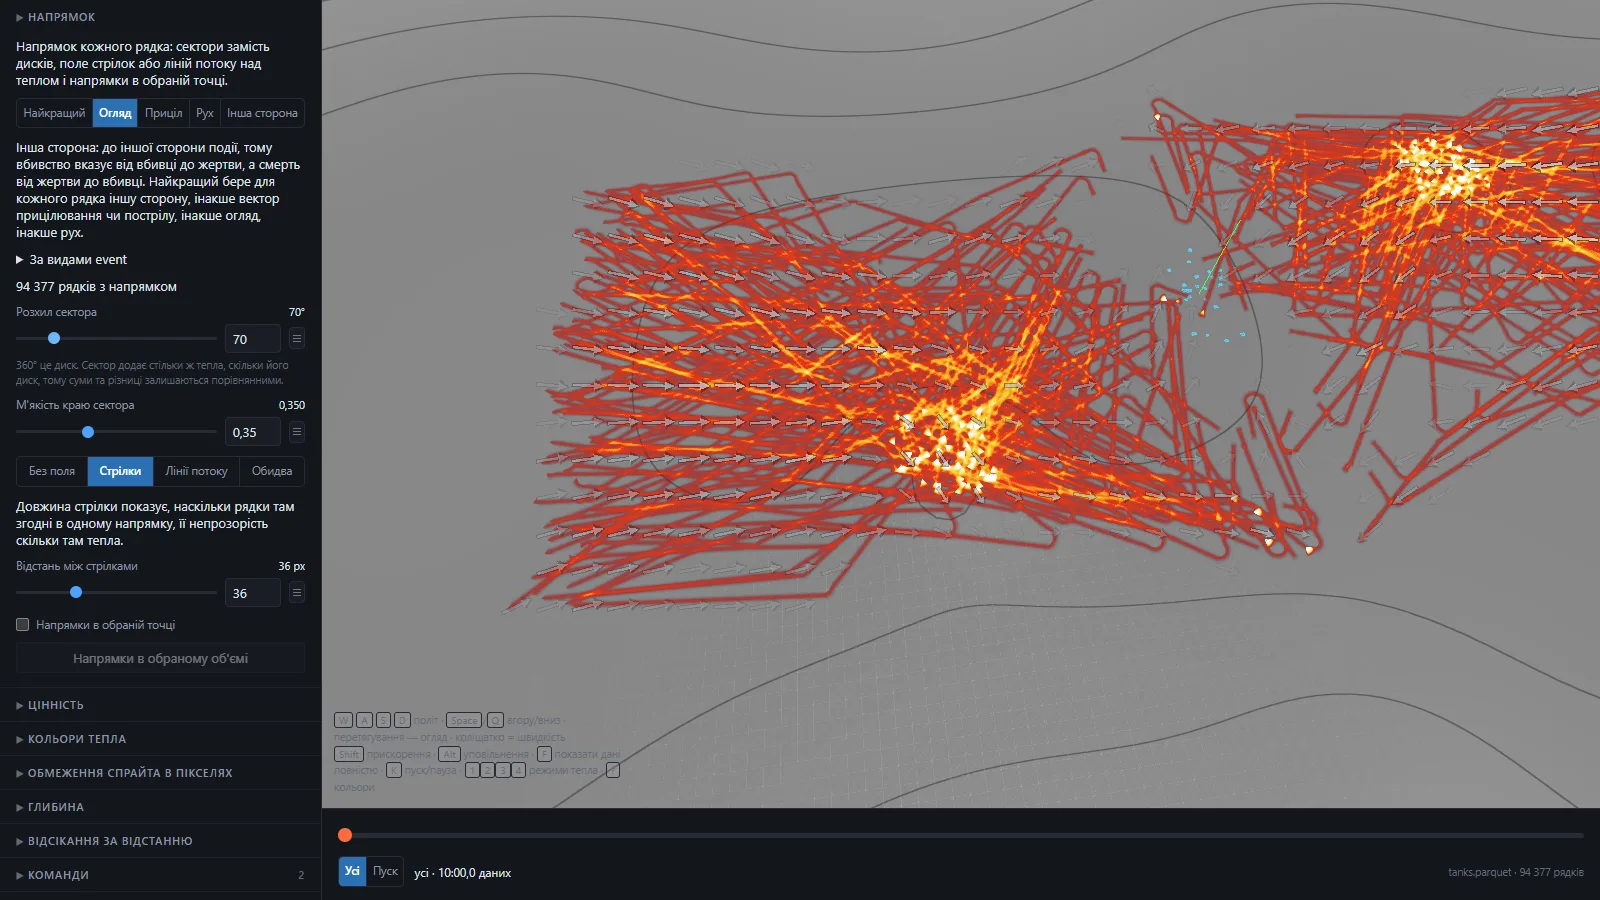 НАПРЯМОК
Напрямок кожного рядка: сектори замість
дисків, поле стрілок або ліній потоку над
теплом і напрямки в обраній точці.
Найкращий Огляд Приціл Рух Інша сторона
Інша сторона: до іншої сторони події, тому
вбивство вказує від вбивці до жертви, а смерть
від жертви до вбивці. Найкращий бере для
кожного рядка іншу сторону, інакше вектор
прицілювання чи пострілу, інакше огляд,
інакше рух.
За видами event
94 377 рядків з напрямком
Розхил сектора 70°
70
360° це диск. Сектор додає стільки ж тепла, скільки його
диск, тому суми та різниці залишаються порівнянними.
М'якість краю сектора 0,350
0,35
Без поля Стрілки Лінії потоку Обидва
Довжина стрілки показує, наскільки рядки там
згодні в одному напрямку, її непрозорість
скільки там тепла.
Відстань між стрілками 36 px
36
Напрямки в обраній точці
Напрямки в обраному об'ємі
ЦІННІСТЬ
КОЛЬОРИ ТЕПЛА
ОБМЕЖЕННЯ СПРАЙТА В ПІКСЕЛЯХ
ГЛИБИНА
ВІДСІКАННЯ ЗА ВІДСТАННЮ
КОМАНДИ 2
W A S D політ · Space Q вгору/вниз ·
перетягування — огляд · коліщатко = швидкість
Shift прискорення · Alt уповільнення · F показати дані
повністю · K пуск/пауза · 1 2 3 4 режими тепла ·
кольори
Усі Пуск усі · 10:00,0 даних
tanks.parquet · 94 377 рядків